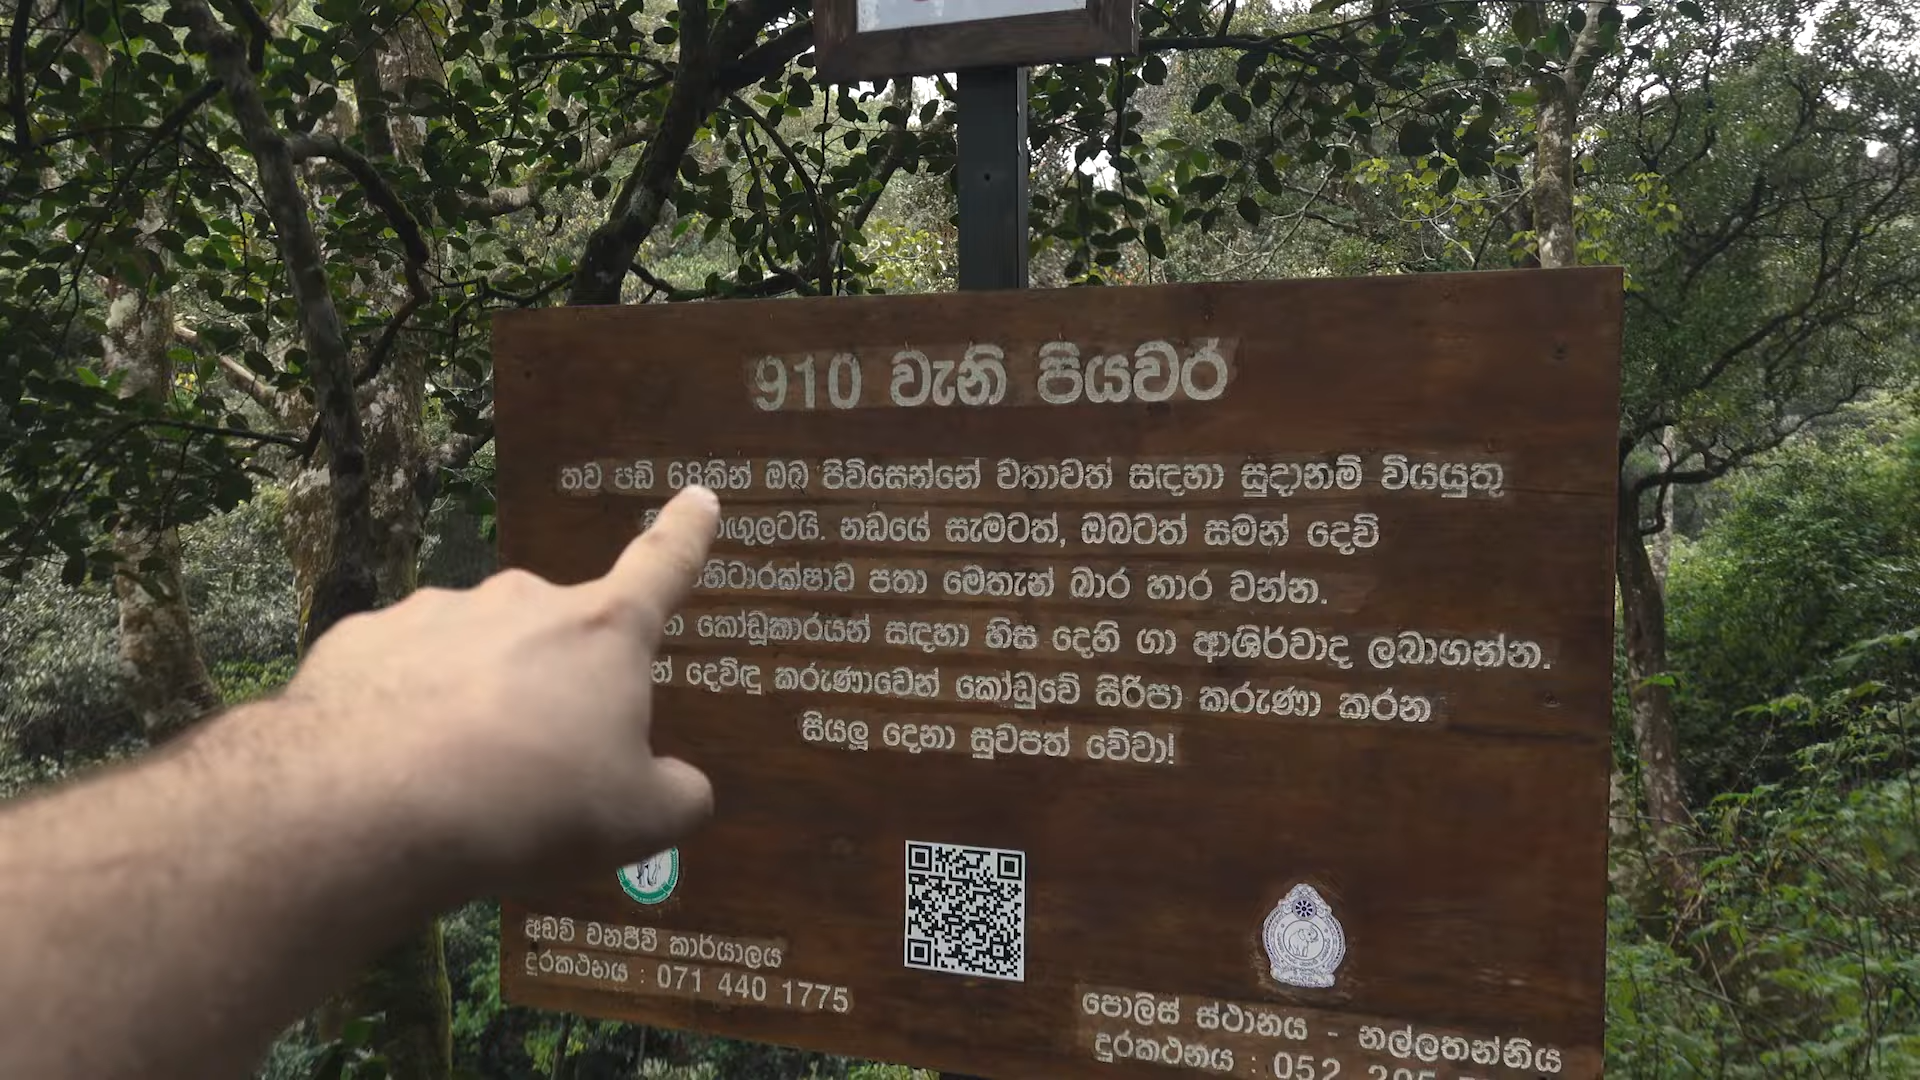 910 වැනි පියවර
තව පඩි 68කින් ඔබ පිවිසෙන්නේ වතාවත් සඳහා සුදානම් වියයුතු
නඩයේ සැමටත්, ඔබටත් සමන් දෙවි
පතා මෙතැන් බාර හාර වන්න.
කෝඩුකාරයන් සඳහා හිස දෙහි ගා ආශිර්වාද ලබාගන්න.
දෙවිඳු කරුණාවෙන් කෝඩුවේ සිරිපා කරුණා කරන
සියලු දෙනා සුවපත් වේවා!
අඩවි වනජීවී කාර්යාලය
දුරකථනය : 071 440 1775
පොලිස් ස්ථානය - නල්ලතන්නිය
දුරකථනය : 052